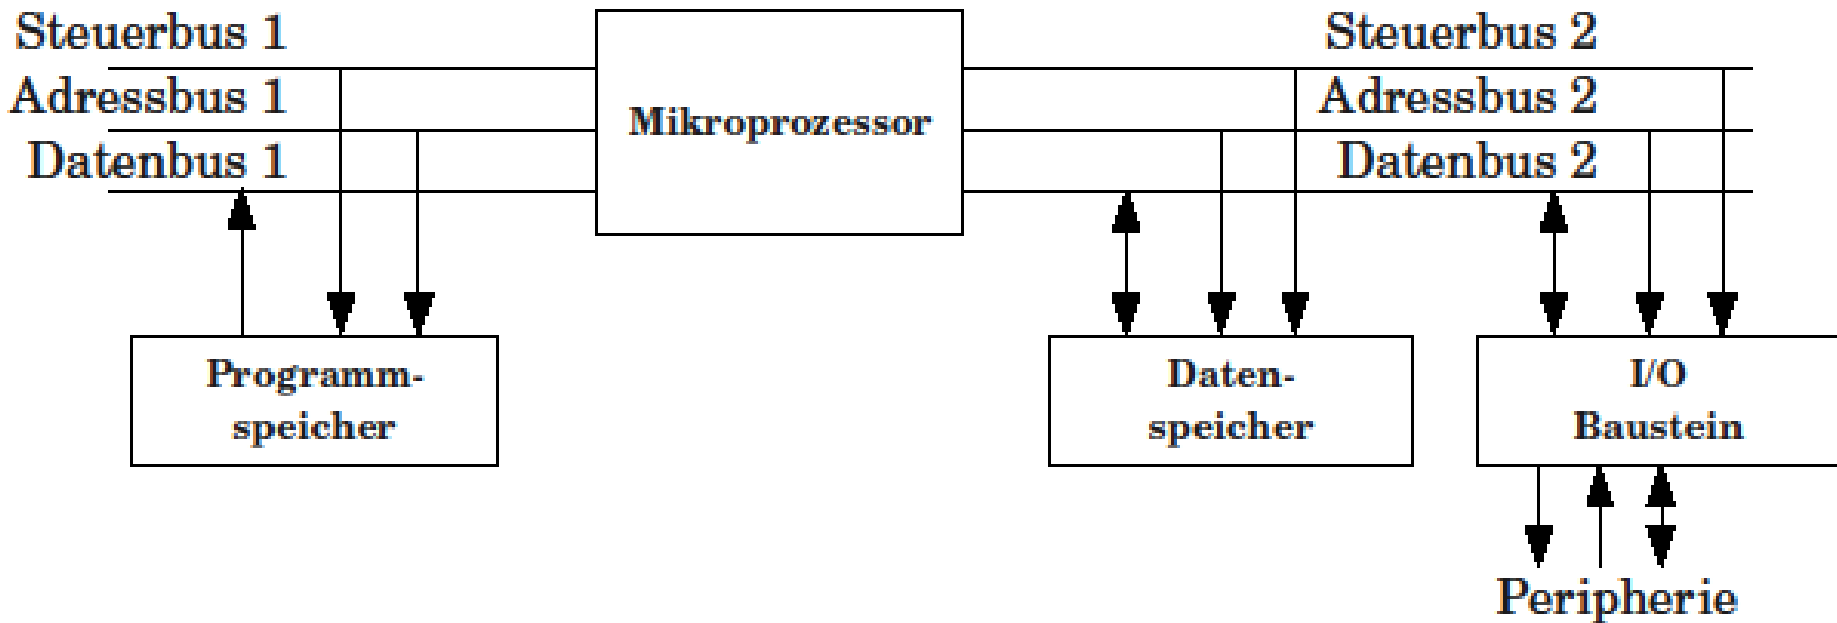 Steuerbus 1
Adressbus 1
Datenbus 1
Mikroprozessor
Steuerbus 2
Adressbus 2
Datenbus 2
Programm-
speicher
Daten-
speicher
I/O
Baustein
Peripherie